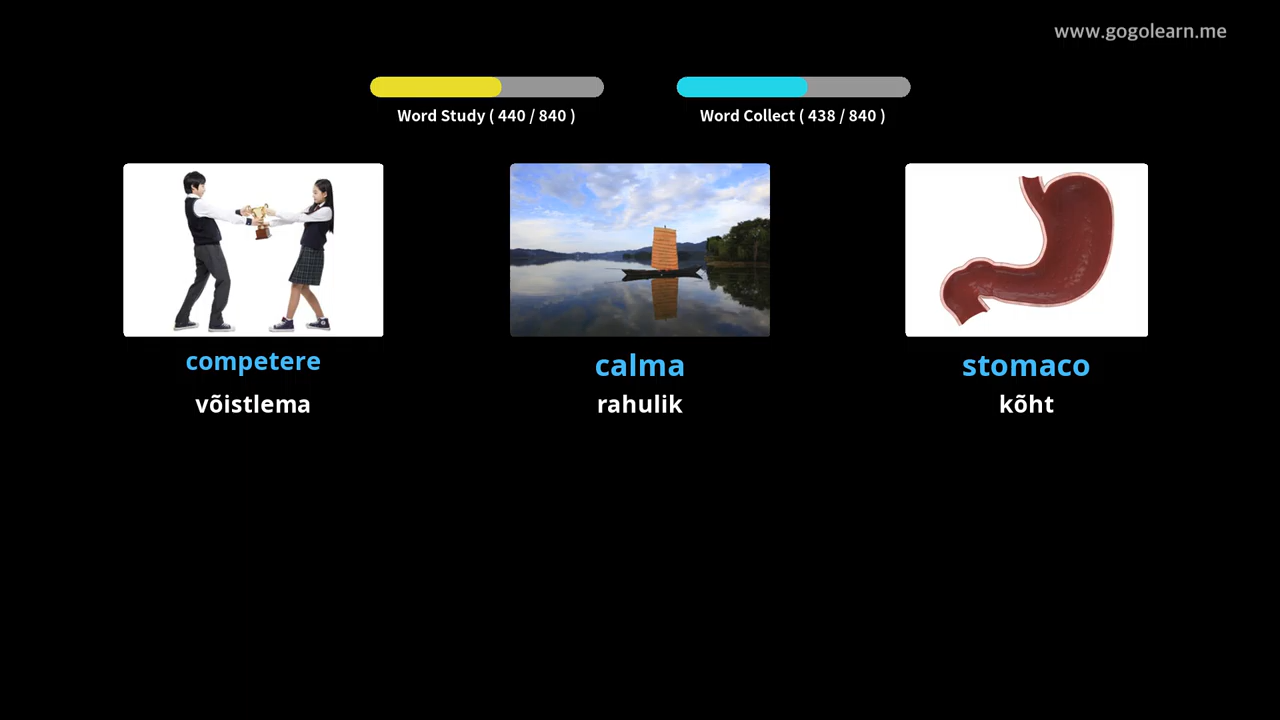 www.gogolearn.me
Word Study ( 440 / 840 )
Word Collect ( 438 / 840 )
competere
calma
stomaco
võistlema
rahulik
kõht